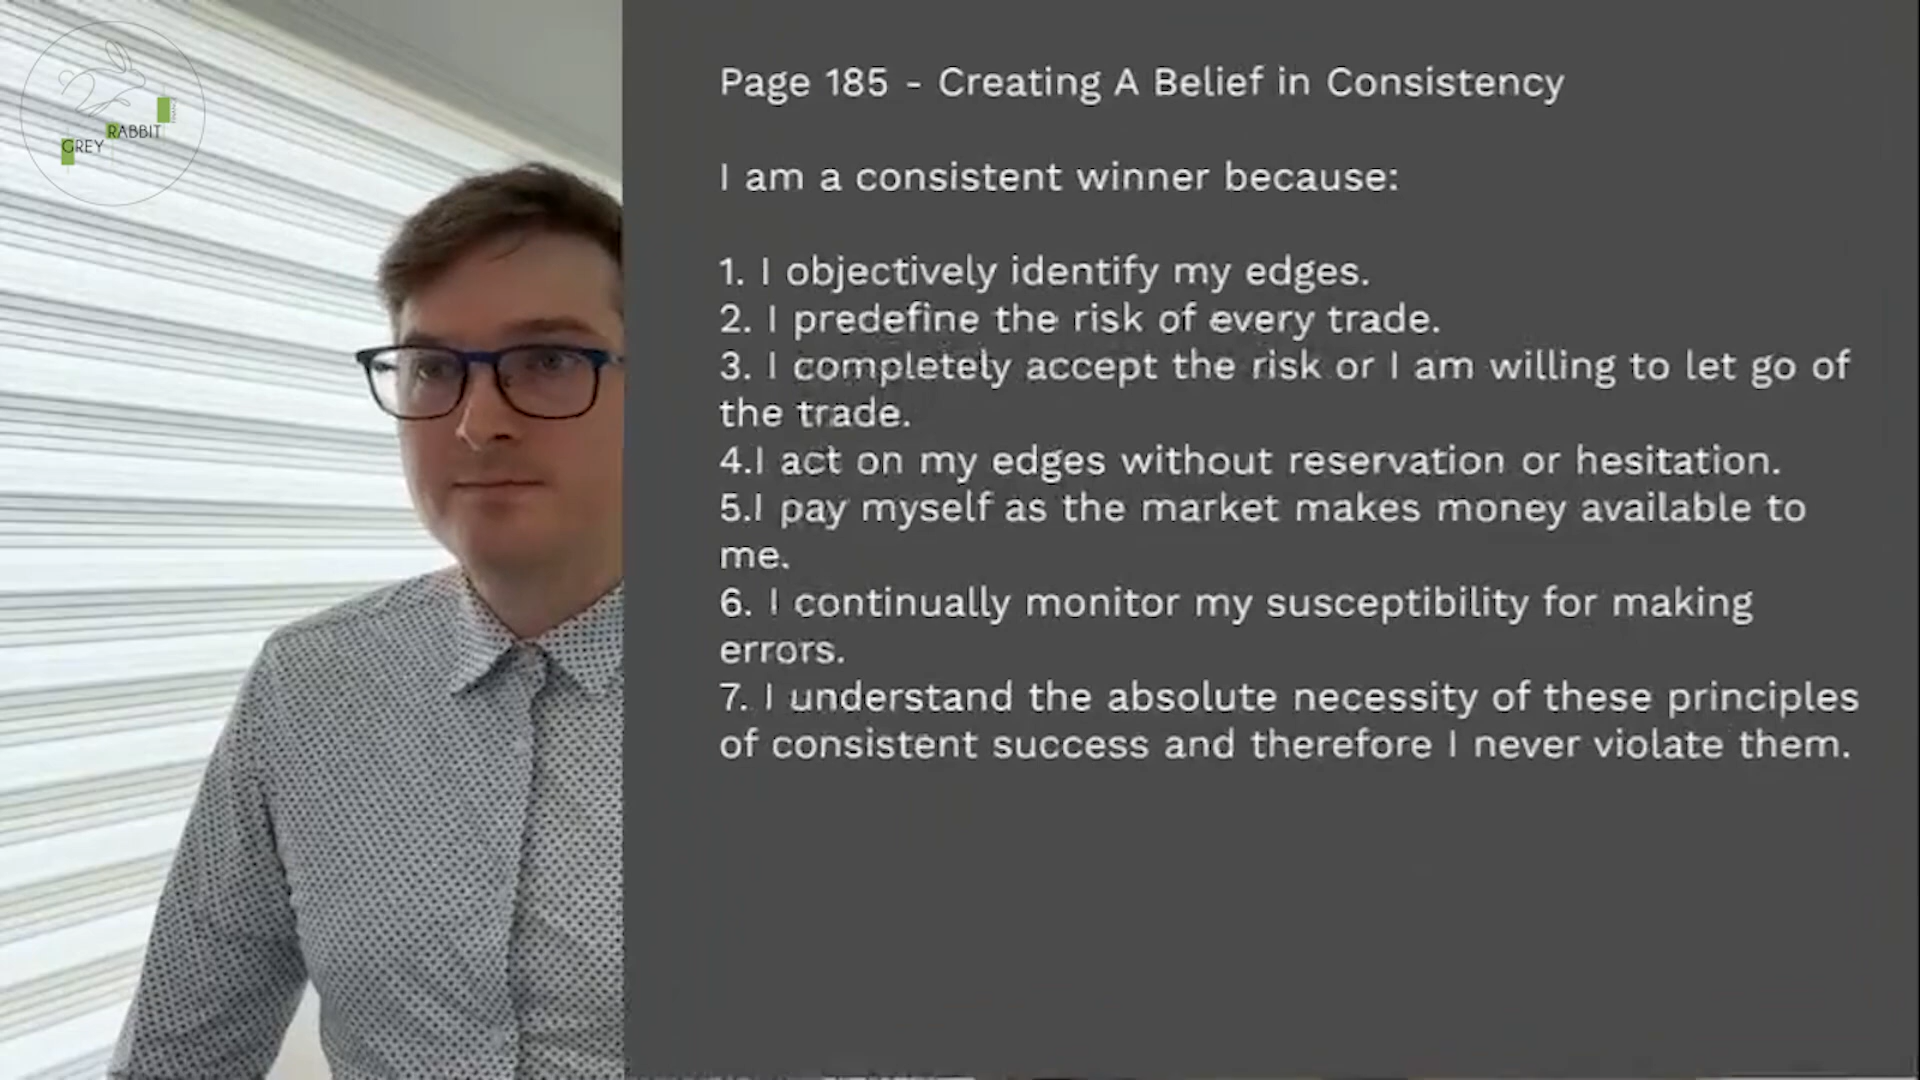 GREY RABBIT
Page 185 - Creating A Belief in Consistency
I am a consistent winner because:
1. I objectively identify my edges.
2. I predefine the risk of every trade.
3. I completely accept the risk or I am willing to let go of
the trade.
4.I act on my edges without reservation or hesitation.
5.I pay myself as the market makes money available to
me.
6. I continually monitor my susceptibility for making
errors.
7. I understand the absolute necessity of these principles
of consistent success and therefore I never violate them.